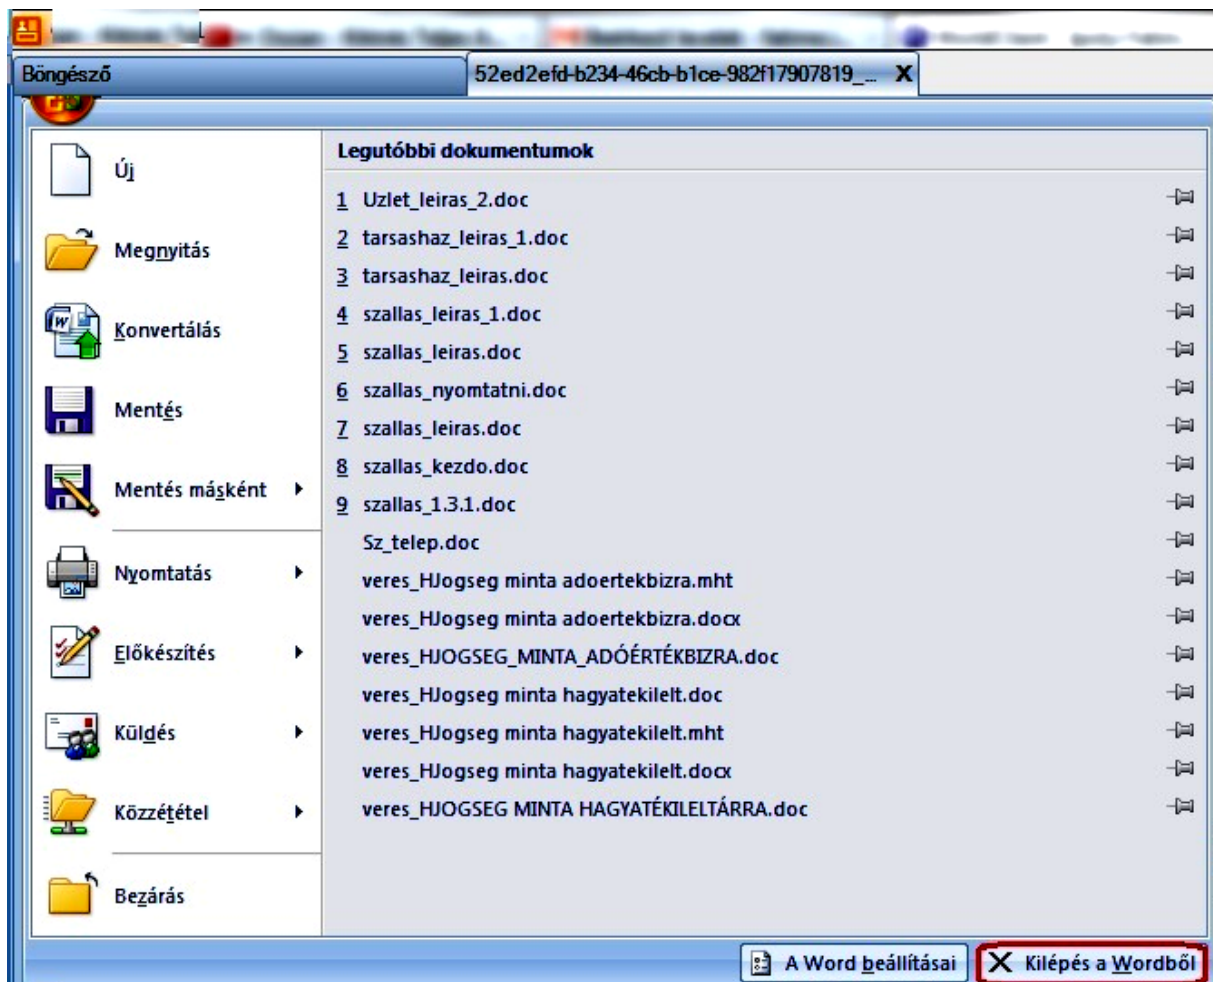 Böngésző
52ed2efd-b234-46cb-b1ce-982f17907819_... X
Legutóbbi dokumentumok
Új
Megnyitás
Konvertálás
Mentés
Mentés másként
Nyomtatás
Előkészítés
Küldés
Közzététel
Bezárás
1 Uzlet_leiras_2.doc
2 tarsashaz_leiras_1.doc
3 tarsashaz_leiras.doc
4 szallas_leiras_1.doc
5 szallas_leiras.doc
6 szallas_nyomtatni.doc
7 szallas_leiras.doc
8 szallas_kezdo.doc
9 szallas_1.3.1.doc
Sz_telep.doc
veres_HJogseg minta adoertekbizra.mht
veres_HJogseg minta adoertekbizra.docx
veres_HJOGSEG_MINTA_ADÓÉRTÉKBIZRA.doc
veres_HJogseg minta hagyatekilelt.doc
veres_HJogseg minta hagyatekilelt.mht
veres_HJogseg minta hagyatekilelt.docx
veres_HJOGSEG MINTA HAGYATÉKILELTÁRRA.doc
A Word beállításai
Kilépés a Wordből